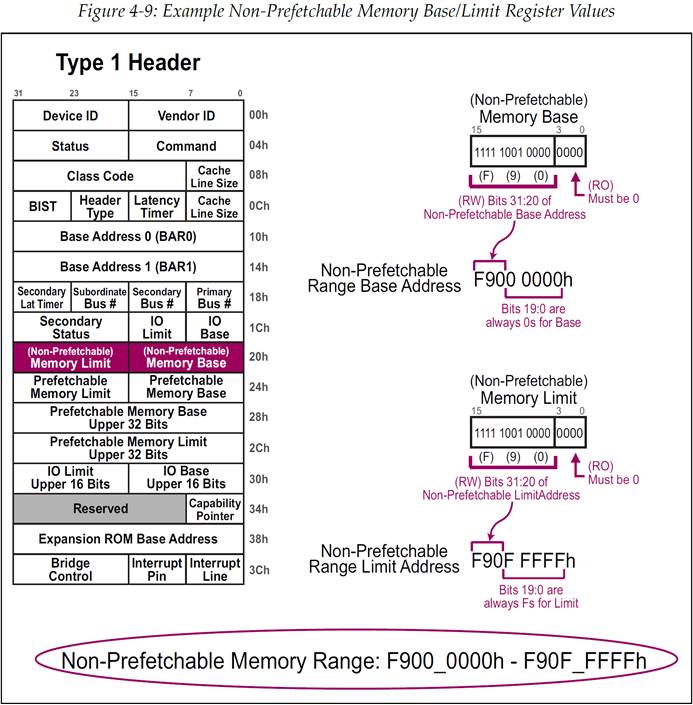 Figure 4-9: Example Non-Prefetchable Memory Base/Limit Register Values
Type 1 Header
31 23 15 7 0
Device ID Vendor ID 00h
Status Command 04h
Class Code Cache
Line Size 08h
BIST Header
Type Latency
Timer Cache
Line Size 0Ch
Base Address 0 (BAR0) 10h
Base Address 1 (BAR1) 14h
Secondary
Lat Timer Subordinate
Bus # Secondary
Bus # Primary
Bus # 18h
Secondary
Status IO
Limit IO
Base 1Ch
(Non-Prefetchable)
Memory Limit (Non-Prefetchable)
Memory Base 20h
Prefetchable
Memory Limit Prefetchable
Memory Base 24h
Prefetchable Memory Base
Upper 32 Bits 28h
Prefetchable Memory Limit
Upper 32 Bits 2Ch
IO Limit
Upper 16 Bits IO Base
Upper 16 Bits 30h
Reserved Capability
Pointer 34h
Expansion ROM Base Address 38h
Bridge
Control Interrupt
Pin Interrupt
Line 3Ch
(Non-Prefetchable)
Memory Base
15 3 0
1111 1001 0000 0000
(F) (9) (0)
(RO)
Must be 0
(RW) Bits 31:20 of
Non-Prefetchable Base Address
Non-Prefetchable
Range Base Address
F900 0000h
Bits 19:0 are
always 0s for Base
(Non-Prefetchable)
Memory Limit
15 3 0
1111 1001 0000 0000
(F) (9) (0)
(RO)
Must be 0
(RW) Bits 31:20 of
Non-Prefetchable LimitAddress
Non-Prefetchable
Range Limit Address
F90F FFFFh
Bits 19:0 are
always Fs for Limit
Non-Prefetchable Memory Range: F900_0000h - F90F_FFFFh